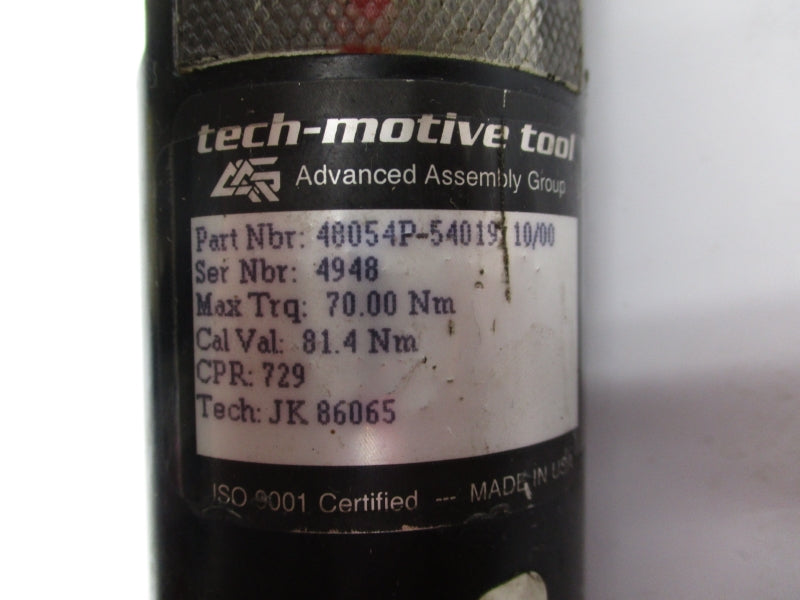 tech-motive tool
Advanced Assembly Group
Part Nbr: 48054P-54019 10/00
Ser Nbr: 4948
Max Trq: 70.00 Nm
Cal Val: 81.4 Nm
CPR: 729
Tech: JK 86065
ISO 9001 Certified --- MADE IN USA